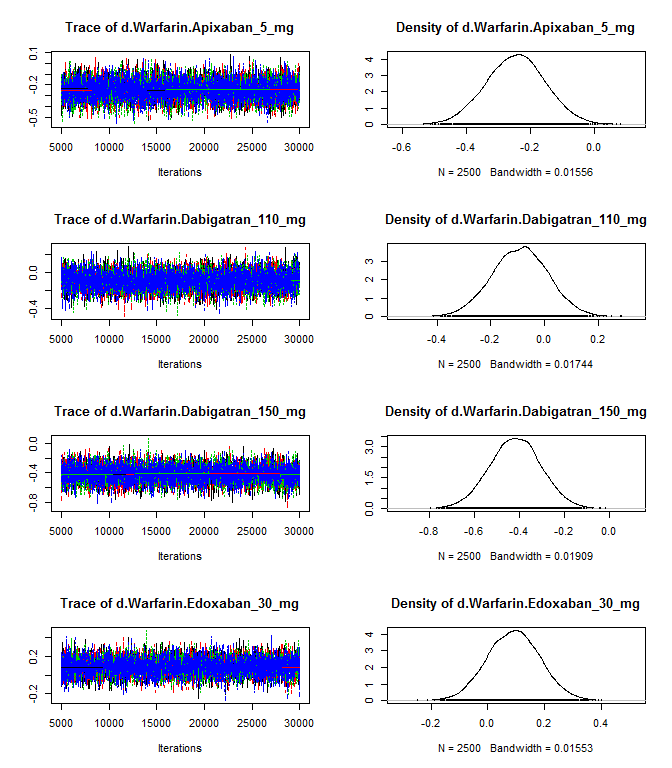 Trace of d.Warfarin.Apixaban_5_mg
0.1
-0.2
-0.5
5000 10000 15000 20000 25000 30000
Iterations
Density of d.Warfarin.Apixaban_5_mg
4
3
2
1
0
-0.6 -0.4 -0.2 0.0
N = 2500 Bandwidth = 0.01556
Trace of d.Warfarin.Dabigatran_110_mg
0.0
-0.4
5000 10000 15000 20000 25000 30000
Iterations
Density of d.Warfarin.Dabigatran_110_mg
3
2
1
0
-0.4 -0.2 0.0 0.2
N = 2500 Bandwidth = 0.01744
Trace of d.Warfarin.Dabigatran_150_mg
0.0
-0.4
-0.8
5000 10000 15000 20000 25000 30000
Iterations
Density of d.Warfarin.Dabigatran_150_mg
3.0
1.5
0.0
-0.8 -0.6 -0.4 -0.2 0.0
N = 2500 Bandwidth = 0.01909
Trace of d.Warfarin.Edoxaban_30_mg
0.2
-0.2
5000 10000 15000 20000 25000 30000
Iterations
Density of d.Warfarin.Edoxaban_30_mg
4
3
2
1
0
-0.2 0.0 0.2 0.4
N = 2500 Bandwidth = 0.01553